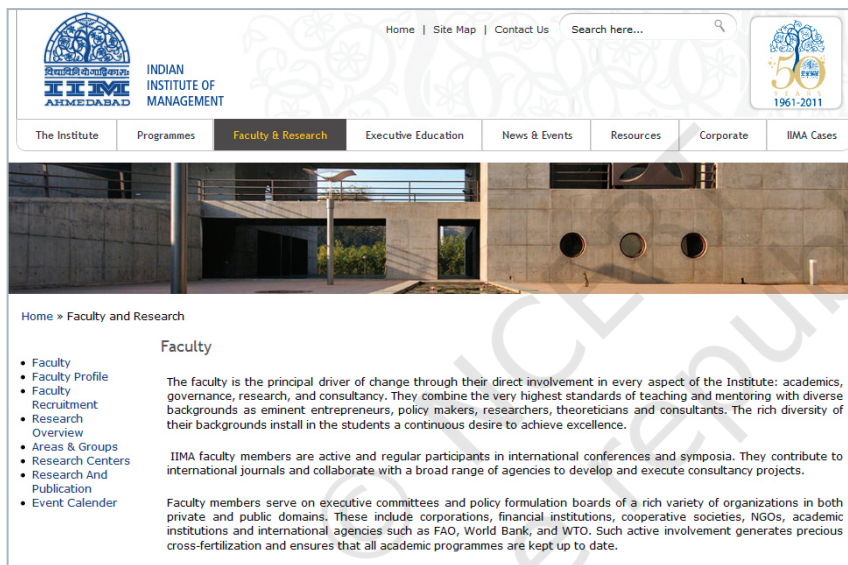 Home | Site Map | Contact Us Search here...
विद्याविनियोगाद्विकासः
IIM
AHMEDABAD
INDIAN
INSTITUTE OF
MANAGEMENT
50
YEARS
1961-2011
The Institute Programmes Faculty & Research Executive Education News & Events Resources Corporate IIMA Cases
Home » Faculty and Research
Faculty
• Faculty
• Faculty Profile
• Faculty
Recruitment
• Research
Overview
• Areas & Groups
• Research Centers
• Research And
Publication
• Event Calender
The faculty is the principal driver of change through their direct involvement in every aspect of the Institute: academics,
governance, research, and consultancy. They combine the very highest standards of teaching and mentoring with diverse
backgrounds as eminent entrepreneurs, policy makers, researchers, theoreticians and consultants. The rich diversity of
their backgrounds install in the students a continuous desire to achieve excellence.
IIMA faculty members are active and regular participants in international conferences and symposia. They contribute to
international journals and collaborate with a broad range of agencies to develop and execute consultancy projects.
Faculty members serve on executive committees and policy formulation boards of a rich variety of organizations in both
private and public domains. These include corporations, financial institutions, cooperative societies, NGOs, academic
institutions and international agencies such as FAO, World Bank, and WTO. Such active involvement generates precious
cross-fertilization and ensures that all academic programmes are kept up to date.
© NCERT